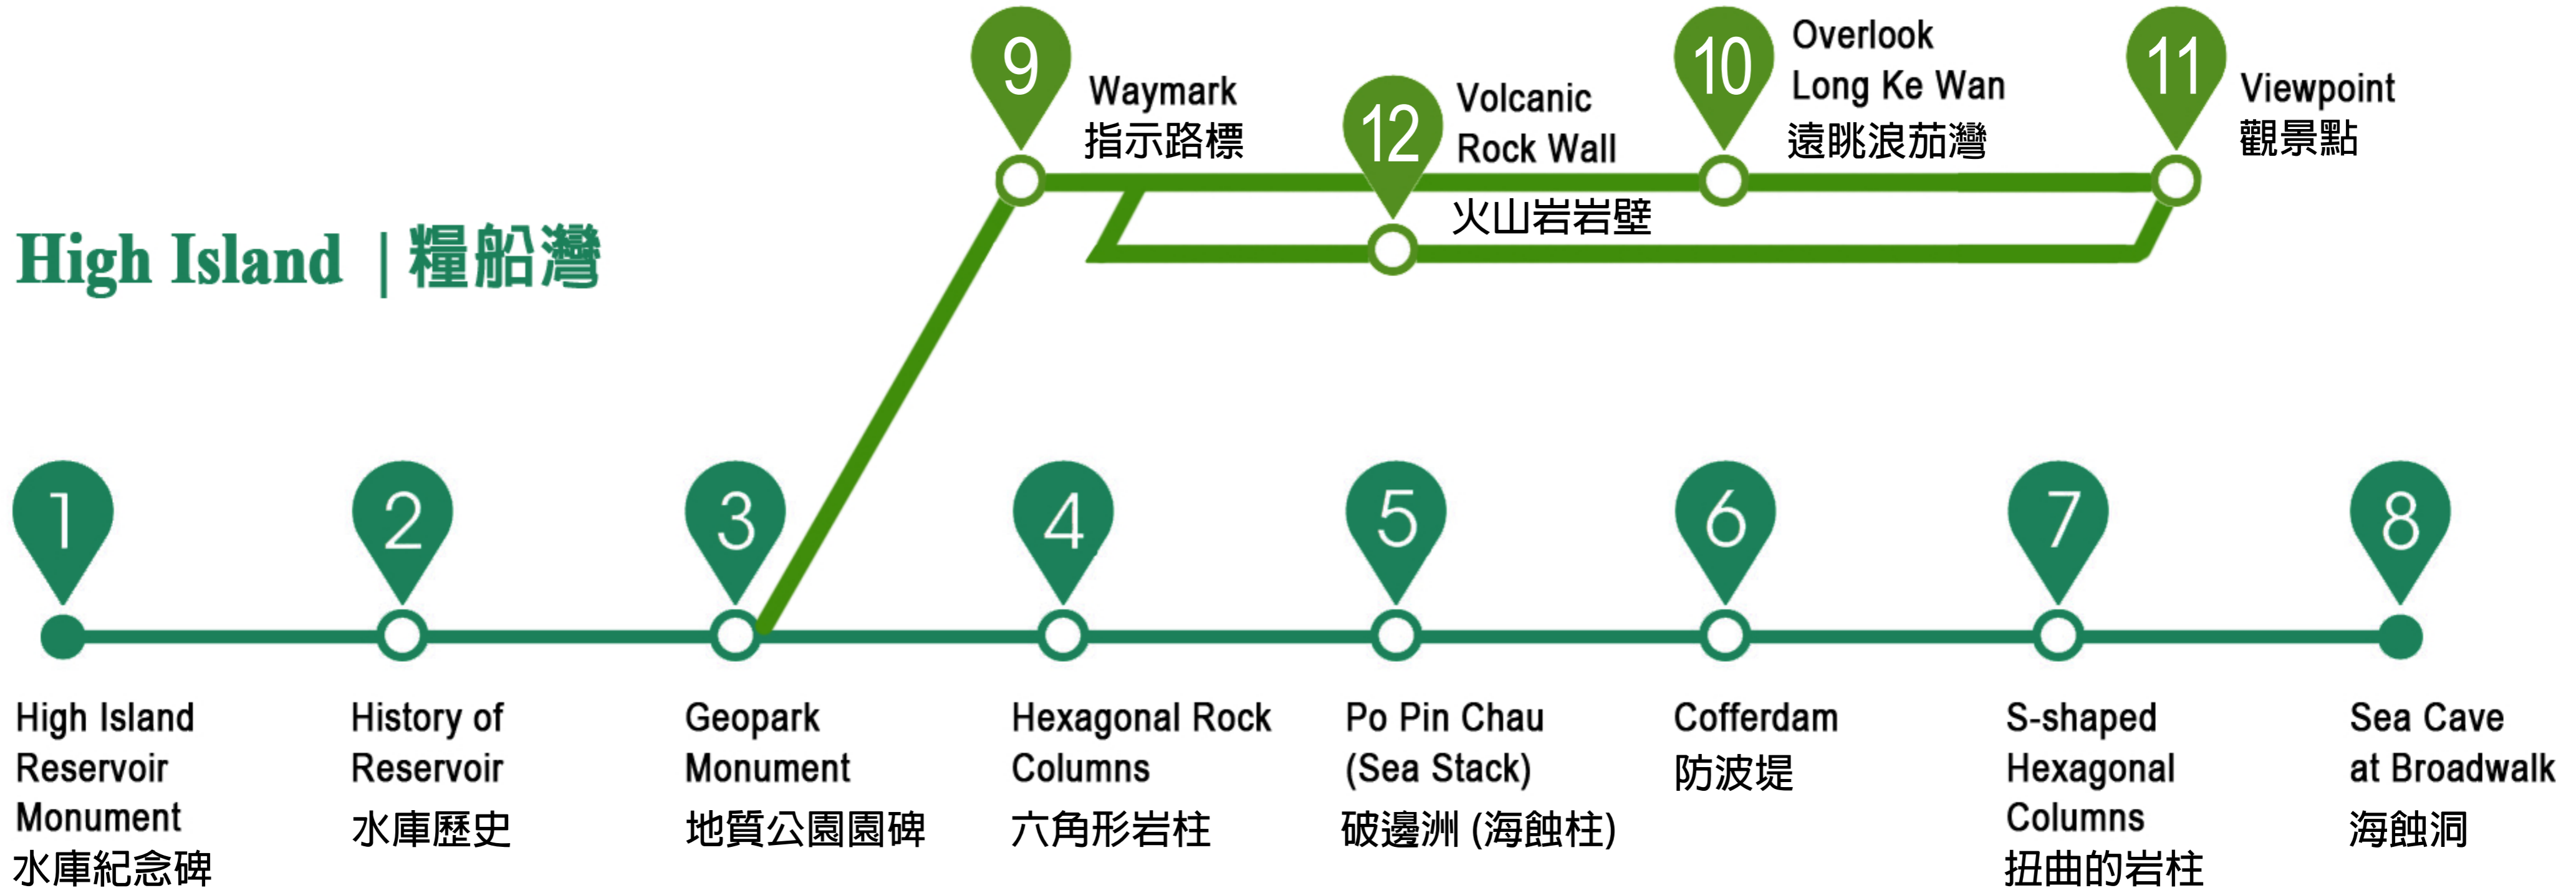 9
Waymark
指示路標
12
Volcanic
Rock Wall
火山岩岩壁
10
Overlook
Long Ke Wan
遠眺浪茄灣
11
Viewpoint
觀景點
High Island | 糧船灣
1
High Island
Reservoir
Monument
水庫紀念碑
2
History of
Reservoir
水庫歷史
3
Geopark
Monument
地質公園園碑
4
Hexagonal Rock
Columns
六角形岩柱
5
Po Pin Chau
(Sea Stack)
破邊洲 (海蝕柱)
6
Cofferdam
防波堤
7
S-shaped
Hexagonal
Columns
扭曲的岩柱
8
Sea Cave
at Broadwalk
海蝕洞